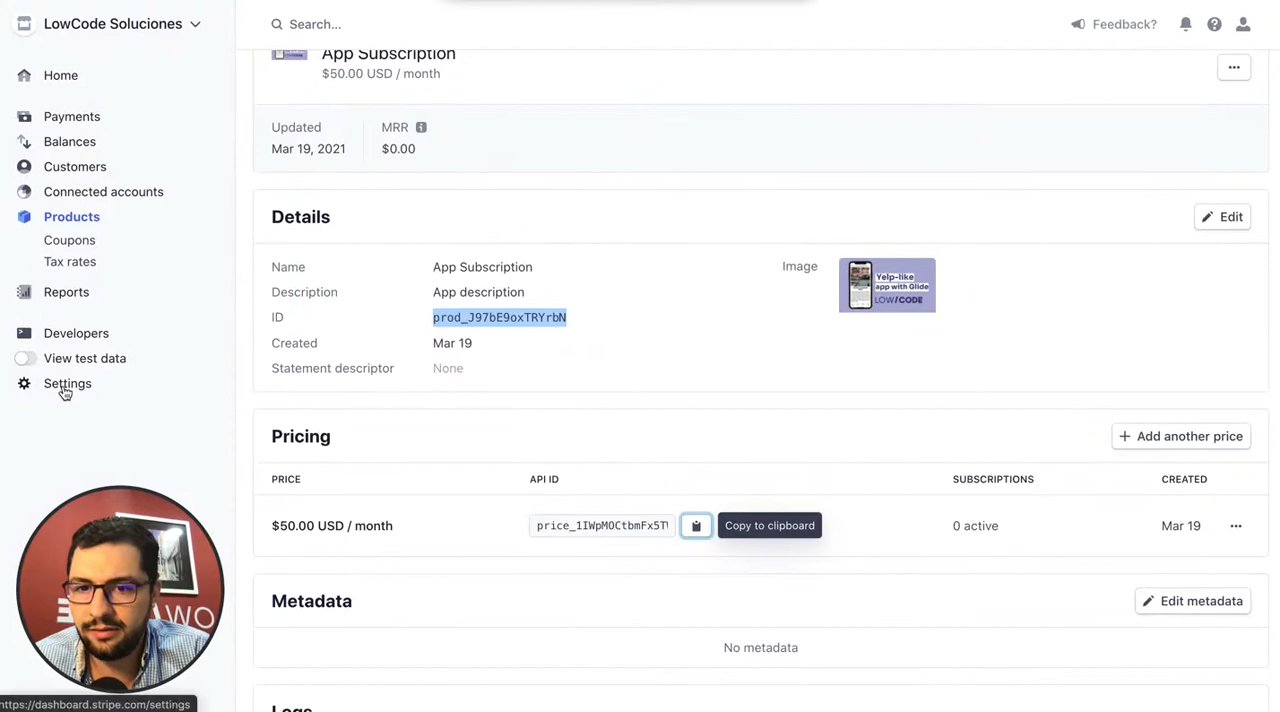 LowCode Soluciones
Search...
Feedback?
Home
Payments
Balances
Customers
Connected accounts
Products
Coupons
Tax rates
Reports
Developers
View test data
Settings
App Subscription
$50.00 USD / month
Updated
MRR
Mar 19, 2021
$0.00
Details
Edit
Name
App Subscription
Image
Yelp-like
app with Glide
LOW/CODE
Description
App description
ID
prod_J97bE9oxTRYrbN
Created
Mar 19
Statement descriptor
None
Pricing
+ Add another price
PRICE
API ID
SUBSCRIPTIONS
CREATED
$50.00 USD / month
price_1IWpMOCtbmFx5T
Copy to clipboard
0 active
Mar 19
Metadata
Edit metadata
No metadata
Logs
https://dashboard.stripe.com/settings